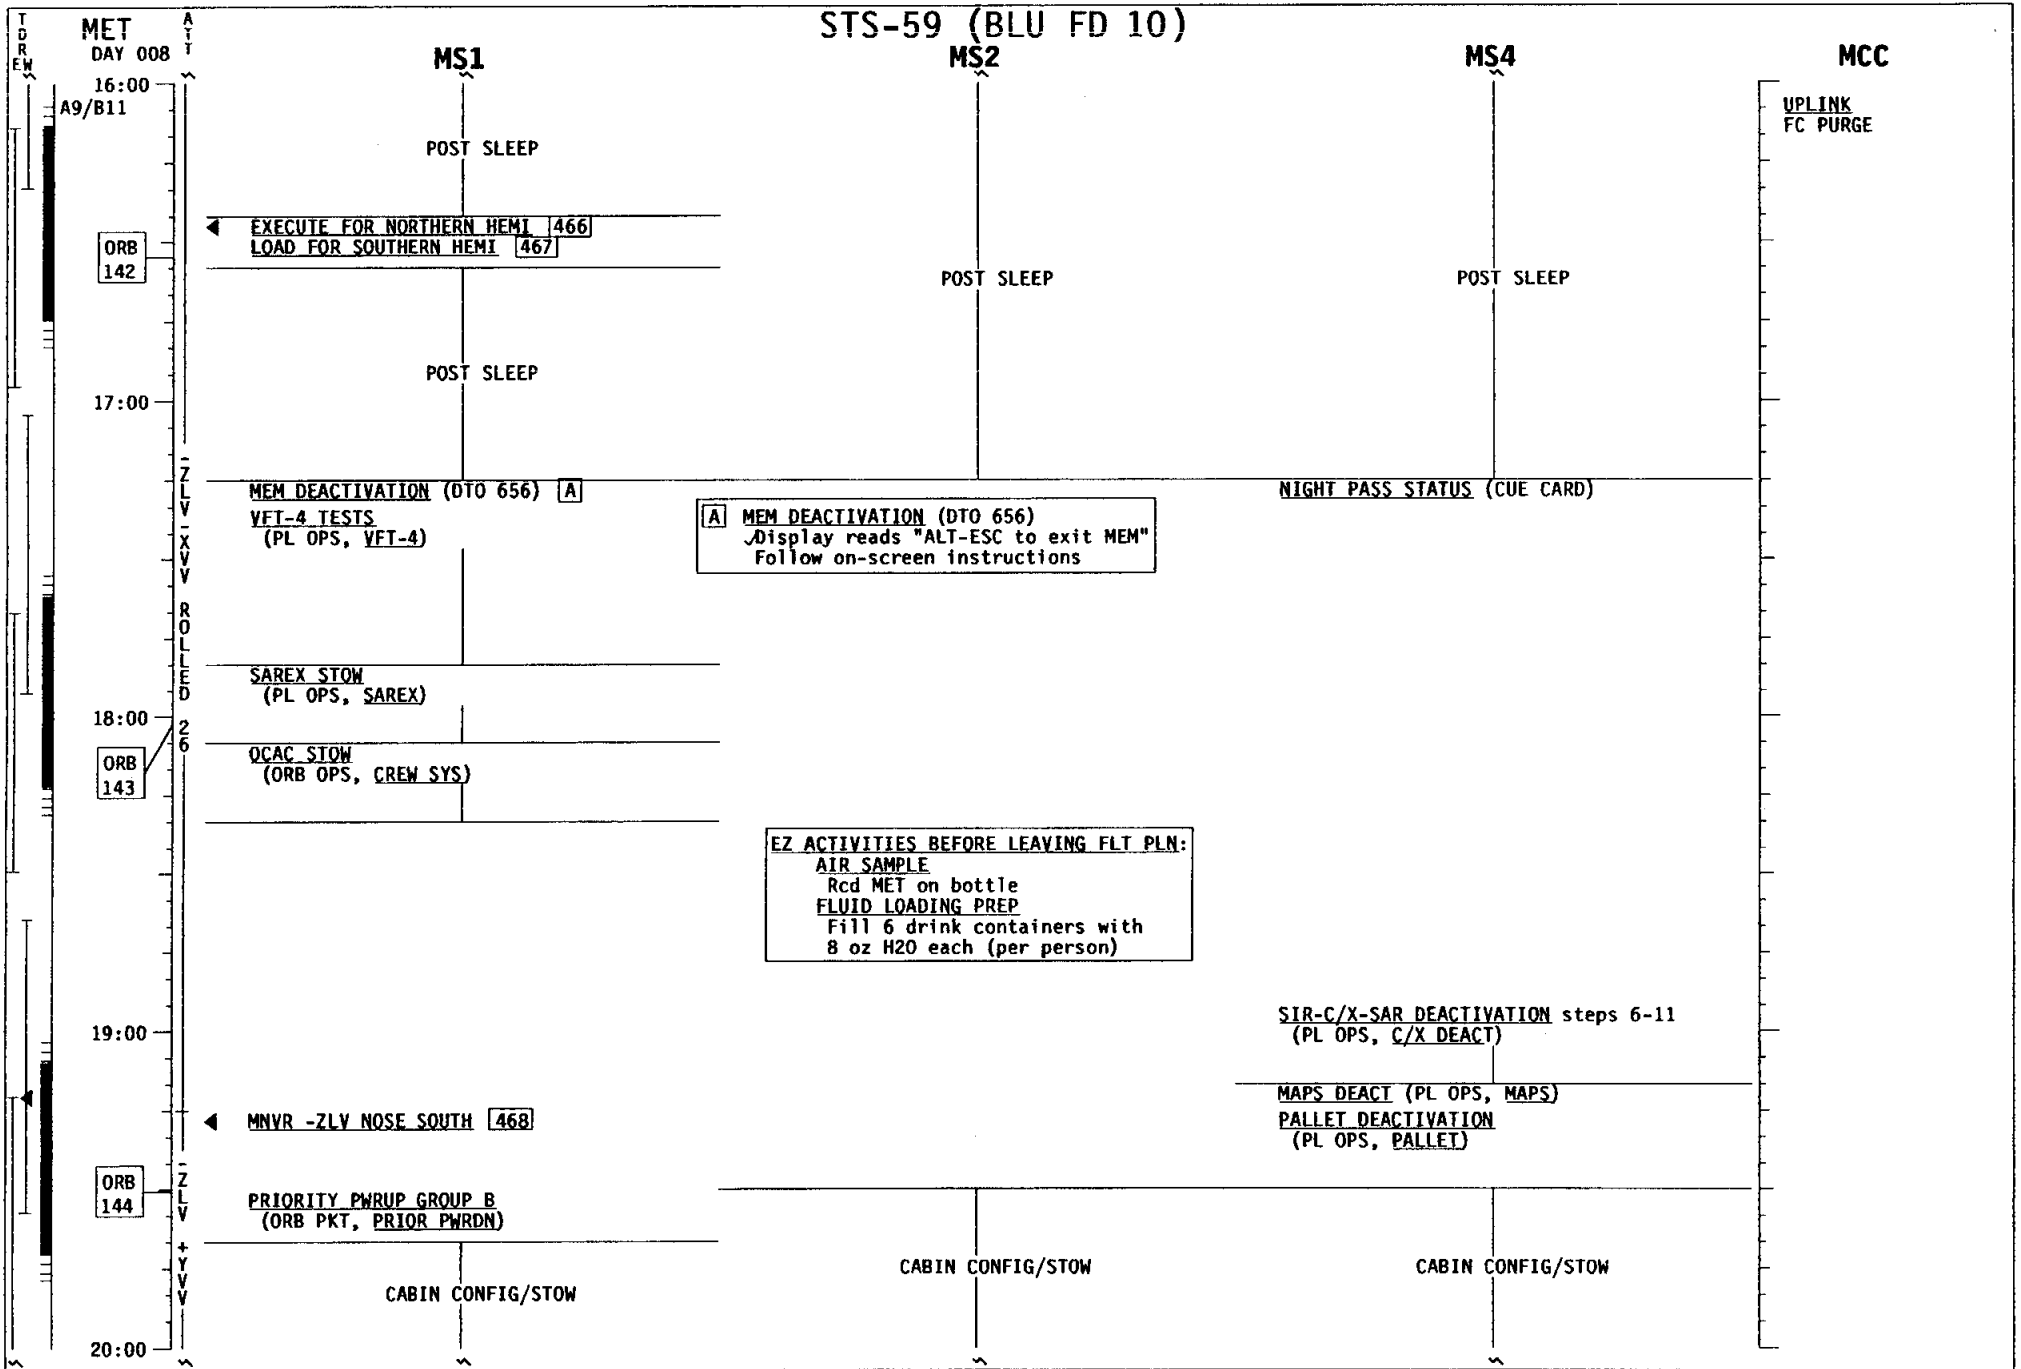 STS-59 (BLU FD 10)
TDRW
TDRE
MET
DAY 008
ATT
MS1
MS2
MS4
MCC
16:00
A9/B11
UPLINK
FC PURGE
POST SLEEP
EXECUTE FOR NORTHERN HEMI 466
LOAD FOR SOUTHERN HEMI 467
ORB
142
POST SLEEP
POST SLEEP
POST SLEEP
17:00
-ZLV -XVV ROLLED 26
MEM DEACTIVATION (DTO 656) A
VFT-4 TESTS
(PL OPS, VFT-4)
A MEM DEACTIVATION (DTO 656)
✓Display reads "ALT-ESC to exit MEM"
Follow on-screen instructions
NIGHT PASS STATUS (CUE CARD)
SAREX STOW
(PL OPS, SAREX)
18:00
OCAC STOW
(ORB OPS, CREW SYS)
ORB
143
EZ ACTIVITIES BEFORE LEAVING FLT PLN:
AIR SAMPLE
Rcd MET on bottle
FLUID LOADING PREP
Fill 6 drink containers with
8 oz H2O each (per person)
19:00
SIR-C/X-SAR DEACTIVATION steps 6-11
(PL OPS, C/X DEACT)
MAPS DEACT (PL OPS, MAPS)
PALLET DEACTIVATION
(PL OPS, PALLET)
MNVR -ZLV NOSE SOUTH 468
ORB
144
-ZLV +YVV
PRIORITY PWRUP GROUP B
(ORB PKT, PRIOR PWRDN)
CABIN CONFIG/STOW
CABIN CONFIG/STOW
CABIN CONFIG/STOW
20:00